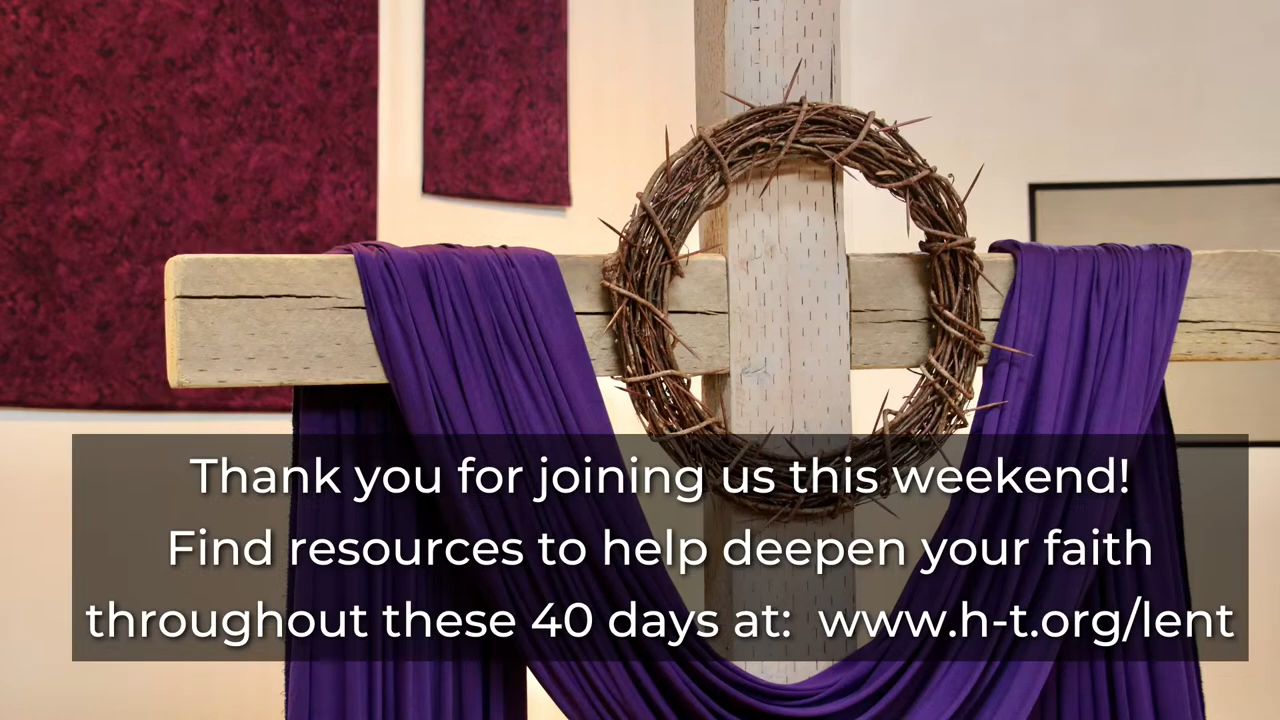 Thank you for joining us this weekend!
Find resources to help deepen your faith
throughout these 40 days at:  www.h-t.org/lent